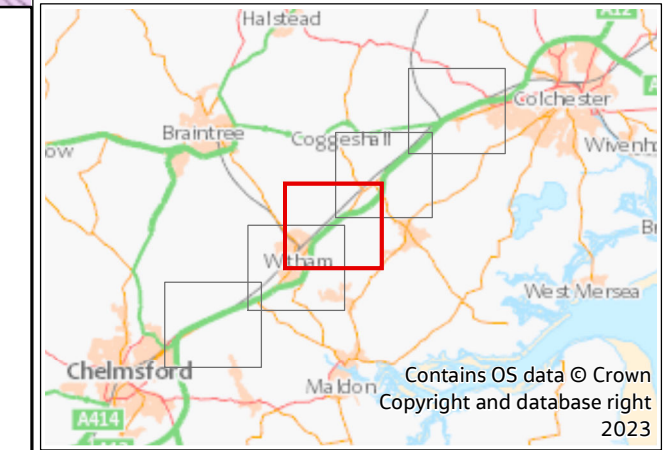 Halstead
A12
Colchester
Braintree
Coggeshall
ow
Wivenh
Witham
West Mersea
Chelmsford
Maldon
A414
Contains OS data © Crown
Copyright and database right
2023